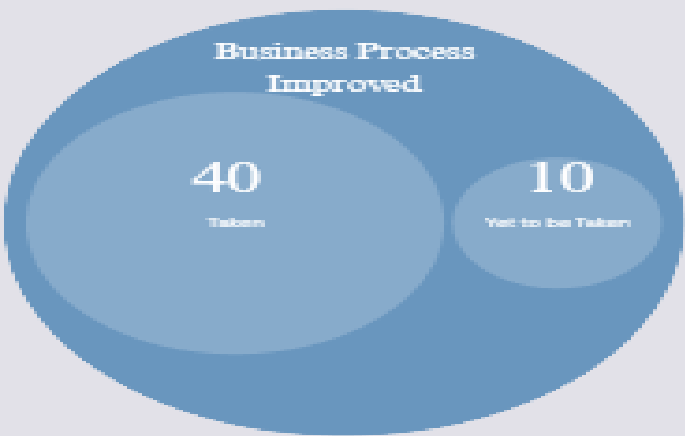 Business Process
Improved
40
Taken
10
Yet to be Taken